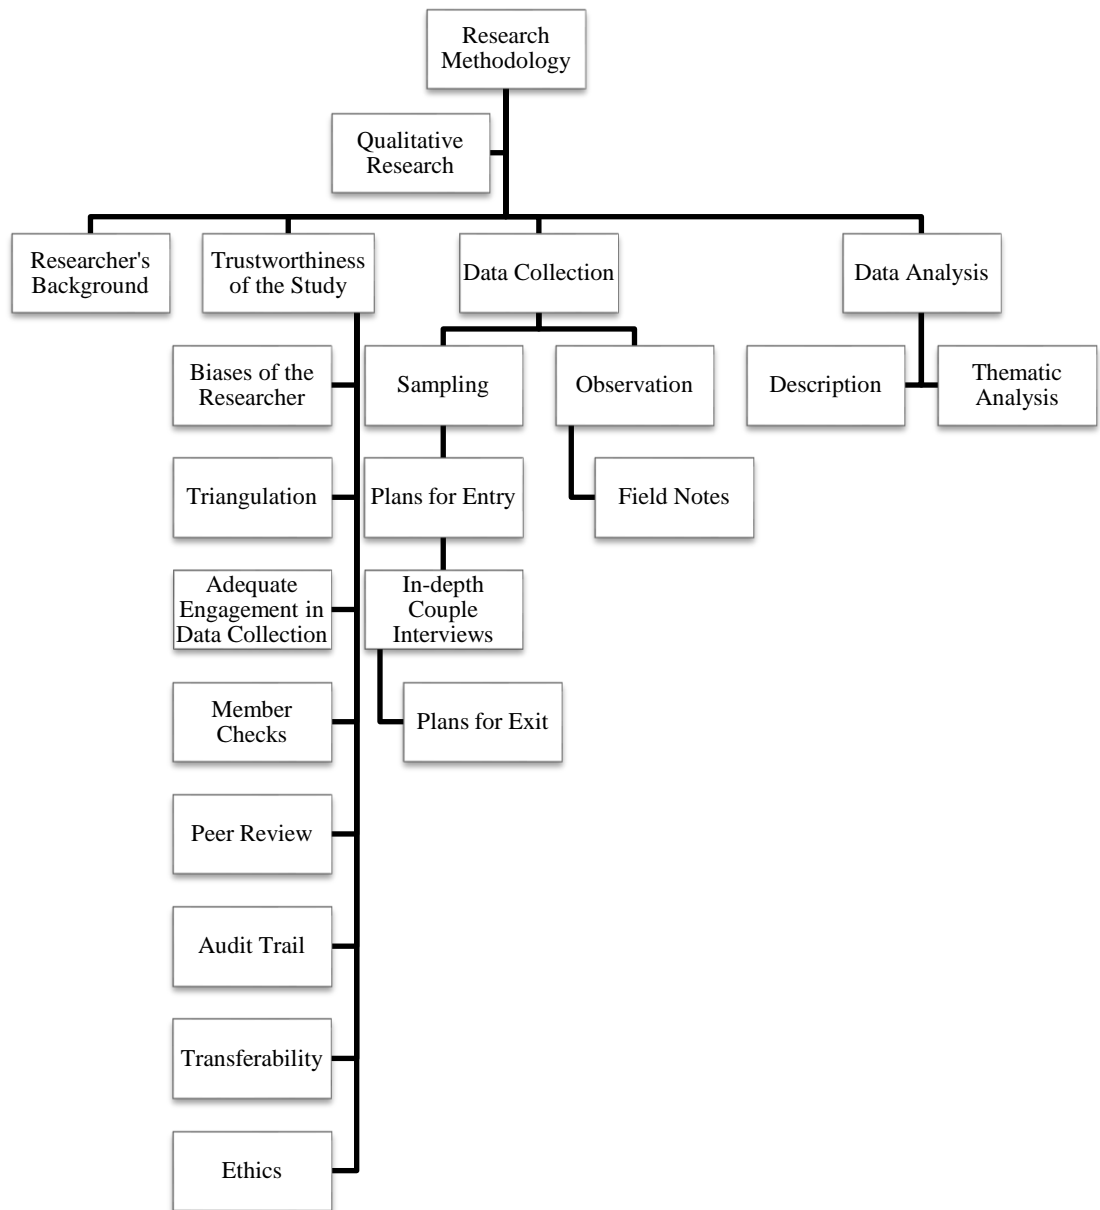 Research
Methodology
Qualitative
Research
Researcher's
Background
Trustworthiness
of the Study
Data Collection
Data Analysis
Biases of the
Researcher
Sampling
Observation
Description
Thematic
Analysis
Triangulation
Plans for Entry
Field Notes
Adequate
Engagement in
Data Collection
In-depth
Couple
Interviews
Member
Checks
Plans for Exit
Peer Review
Audit Trail
Transferability
Ethics